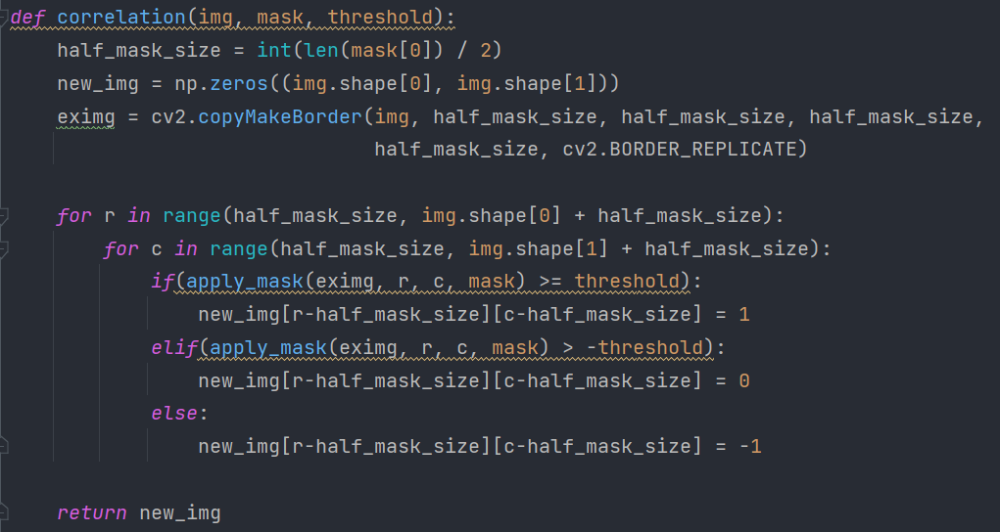 def correlation(img, mask, threshold):
    half_mask_size = int(len(mask[0]) / 2)
    new_img = np.zeros((img.shape[0], img.shape[1]))
    eximg = cv2.copyMakeBorder(img, half_mask_size, half_mask_size, half_mask_size,
                               half_mask_size, cv2.BORDER_REPLICATE)

    for r in range(half_mask_size, img.shape[0] + half_mask_size):
        for c in range(half_mask_size, img.shape[1] + half_mask_size):
            if(apply_mask(eximg, r, c, mask) >= threshold):
                new_img[r-half_mask_size][c-half_mask_size] = 1
            elif(apply_mask(eximg, r, c, mask) > -threshold):
                new_img[r-half_mask_size][c-half_mask_size] = 0
            else:
                new_img[r-half_mask_size][c-half_mask_size] = -1

    return new_img